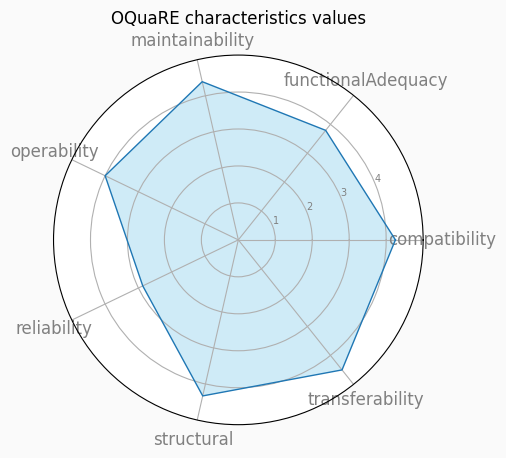 OQuaRE characteristics values
maintainability
functionalAdequacy
operability
4
3
2
1
compatibility
reliability
transferability
structural